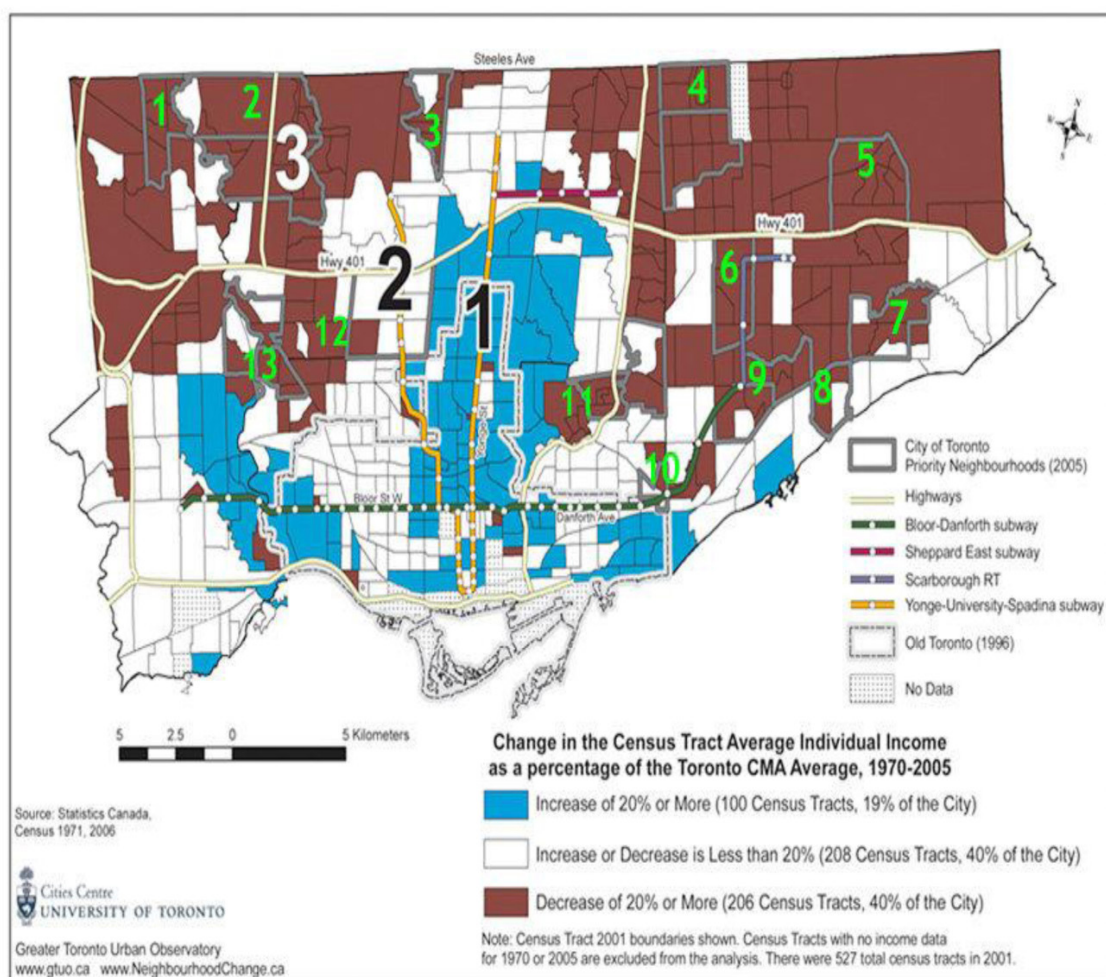 Steeles Ave
1
2
3
3
3
4
5
Hwy 401
Hwy 401
2
1
6
7
12
13
11
8
9
10
Yonge St
Bloor St W
Danforth Ave
N
W
E
S
City of Toronto
Priority Neighbourhoods (2005)
Highways
Bloor-Danforth subway
Sheppard East subway
Scarborough RT
Yonge-University-Spadina subway
Old Toronto (1996)
No Data
5 2.5 0 5 Kilometers
Change in the Census Tract Average Individual Income
as a percentage of the Toronto CMA Average, 1970-2005
Increase of 20% or More (100 Census Tracts, 19% of the City)
Increase or Decrease is Less than 20% (208 Census Tracts, 40% of the City)
Decrease of 20% or More (206 Census Tracts, 40% of the City)
Note: Census Tract 2001 boundaries shown. Census Tracts with no income data
for 1970 or 2005 are excluded from the analysis. There were 527 total census tracts in 2001.
Source: Statistics Canada,
Census 1971, 2006
Cities Centre
UNIVERSITY OF TORONTO
Greater Toronto Urban Observatory
www.gtuo.ca www.NeighbourhoodChange.ca